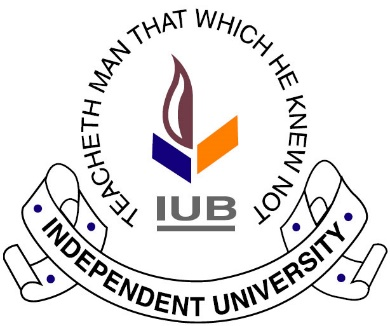 TEACHETH MAN THAT WHICH HE KNEW NOT
IUB
INDEPENDENT UNIVERSITY